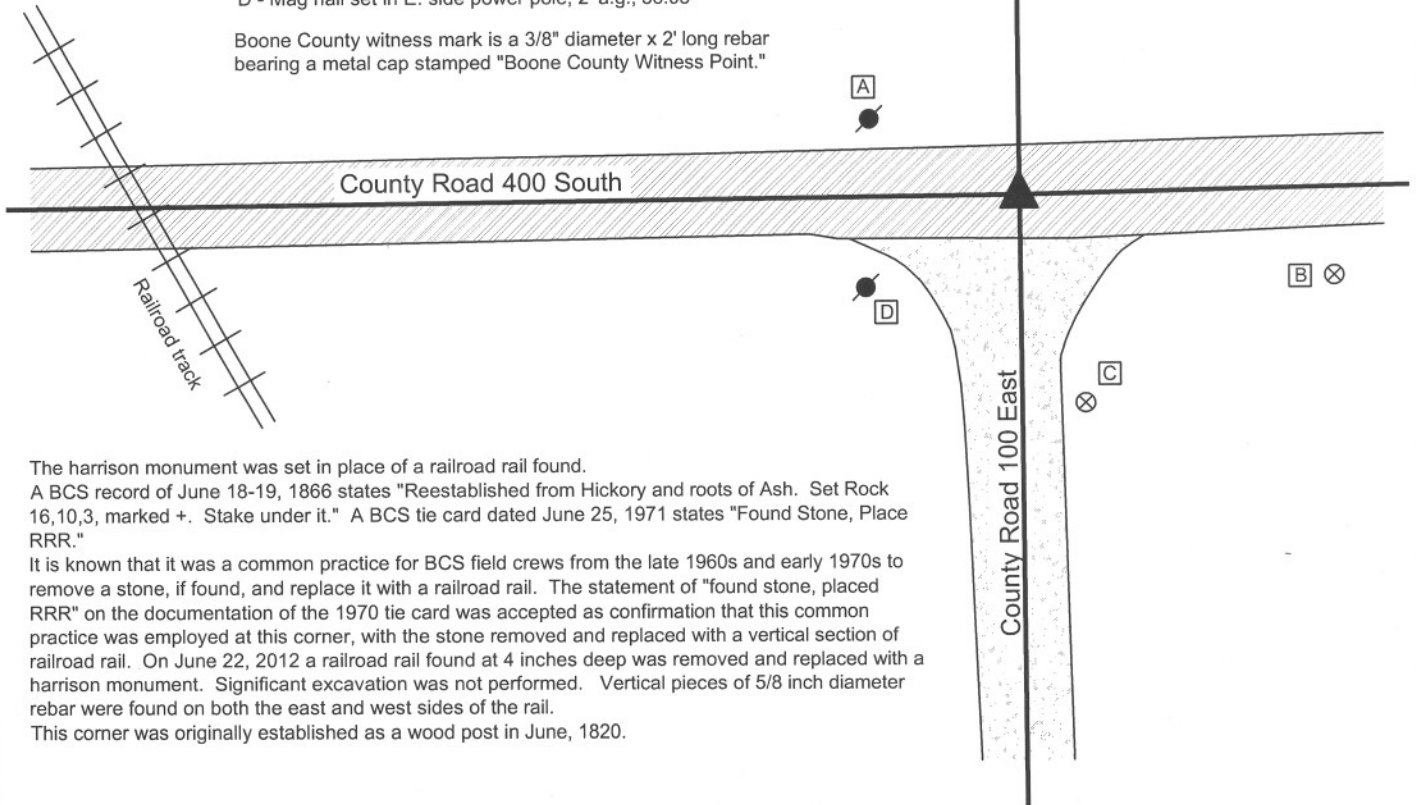 Boone County witness mark is a 3/8" diameter x 2' long rebar
bearing a metal cap stamped "Boone County Witness Point."
A
County Road 400 South
B
D
Railroad track
C
County Road 100 East
The harrison monument was set in place of a railroad rail found.
A BCS record of June 18-19, 1866 states "Reestablished from Hickory and roots of Ash. Set Rock
16,10,3, marked +. Stake under it." A BCS tie card dated June 25, 1971 states "Found Stone, Place
RRR."
It is known that it was a common practice for BCS field crews from the late 1960s and early 1970s to
remove a stone, if found, and replace it with a railroad rail. The statement of "found stone, placed
RRR" on the documentation of the 1970 tie card was accepted as confirmation that this common
practice was employed at this corner, with the stone removed and replaced with a vertical section of
railroad rail. On June 22, 2012 a railroad rail found at 4 inches deep was removed and replaced with a
harrison monument. Significant excavation was not performed. Vertical pieces of 5/8 inch diameter
rebar were found on both the east and west sides of the rail.
This corner was originally established as a wood post in June, 1820.